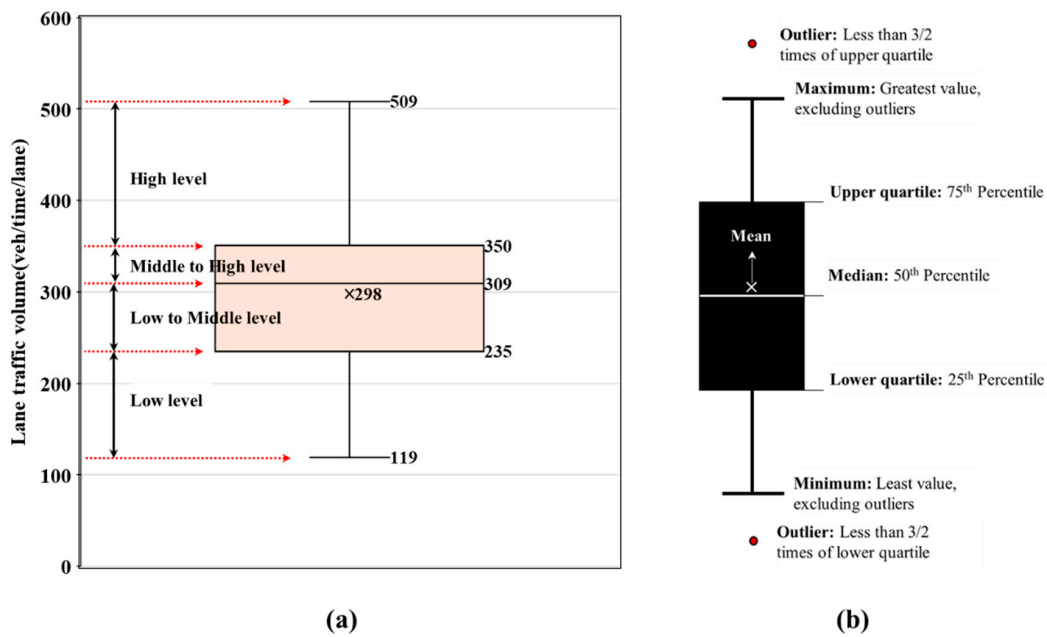 Lane traffic volume(veh/time/lane)
600
500
400
300
200
100
0
High level
Middle to High level
Low to Middle level
Low level
509
350
309
×298
235
119
(a)
Outlier: Less than 3/2
times of upper quartile
Maximum: Greatest value,
excluding outliers
Upper quartile: 75th Percentile
Mean
Median: 50th Percentile
Lower quartile: 25th Percentile
Minimum: Least value,
excluding outliers
Outlier: Less than 3/2
times of lower quartile
(b)